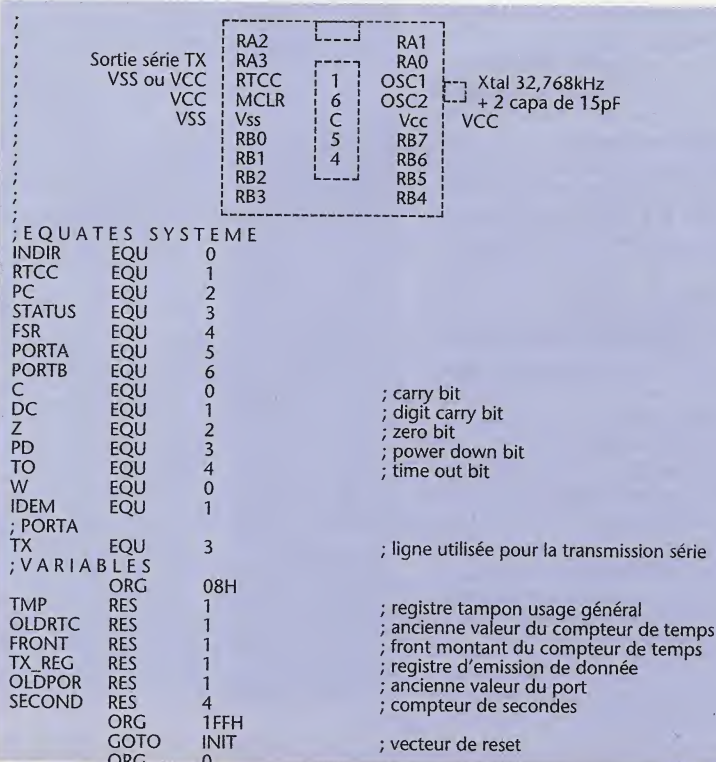 ;
; RA2 RA1
; Sortie série TX RA3 RA0
; VSS ou VCC RTCC 1 OSC1 Xtal 32,768kHz
; VCC MCLR 6 OSC2 + 2 capa de 15pF
; VSS Vss C Vcc VCC
; RB0 5 RB7
; RB1 4 RB6
; RB2 RB5
; RB3 RB4
;
;EQUATES SYSTEME
INDIR EQU 0
RTCC EQU 1
PC EQU 2
STATUS EQU 3
FSR EQU 4
PORTA EQU 5
PORTB EQU 6
C EQU 0 ; carry bit
DC EQU 1 ; digit carry bit
Z EQU 2 ; zero bit
PD EQU 3 ; power down bit
TO EQU 4 ; time out bit
W EQU 0
IDEM EQU 1
; PORTA
TX EQU 3 ; ligne utilisée pour la transmission série
;VARIABLES
ORG 08H
TMP RES 1 ; registre tampon usage général
OLDRTC RES 1 ; ancienne valeur du compteur de temps
FRONT RES 1 ; front montant du compteur de temps
TX_REG RES 1 ; registre d'emission de donnée
OLDPOR RES 1 ; ancienne valeur du port
SECOND RES 4 ; compteur de secondes
ORG 1FFH
GOTO INIT ; vecteur de reset
ORG 0